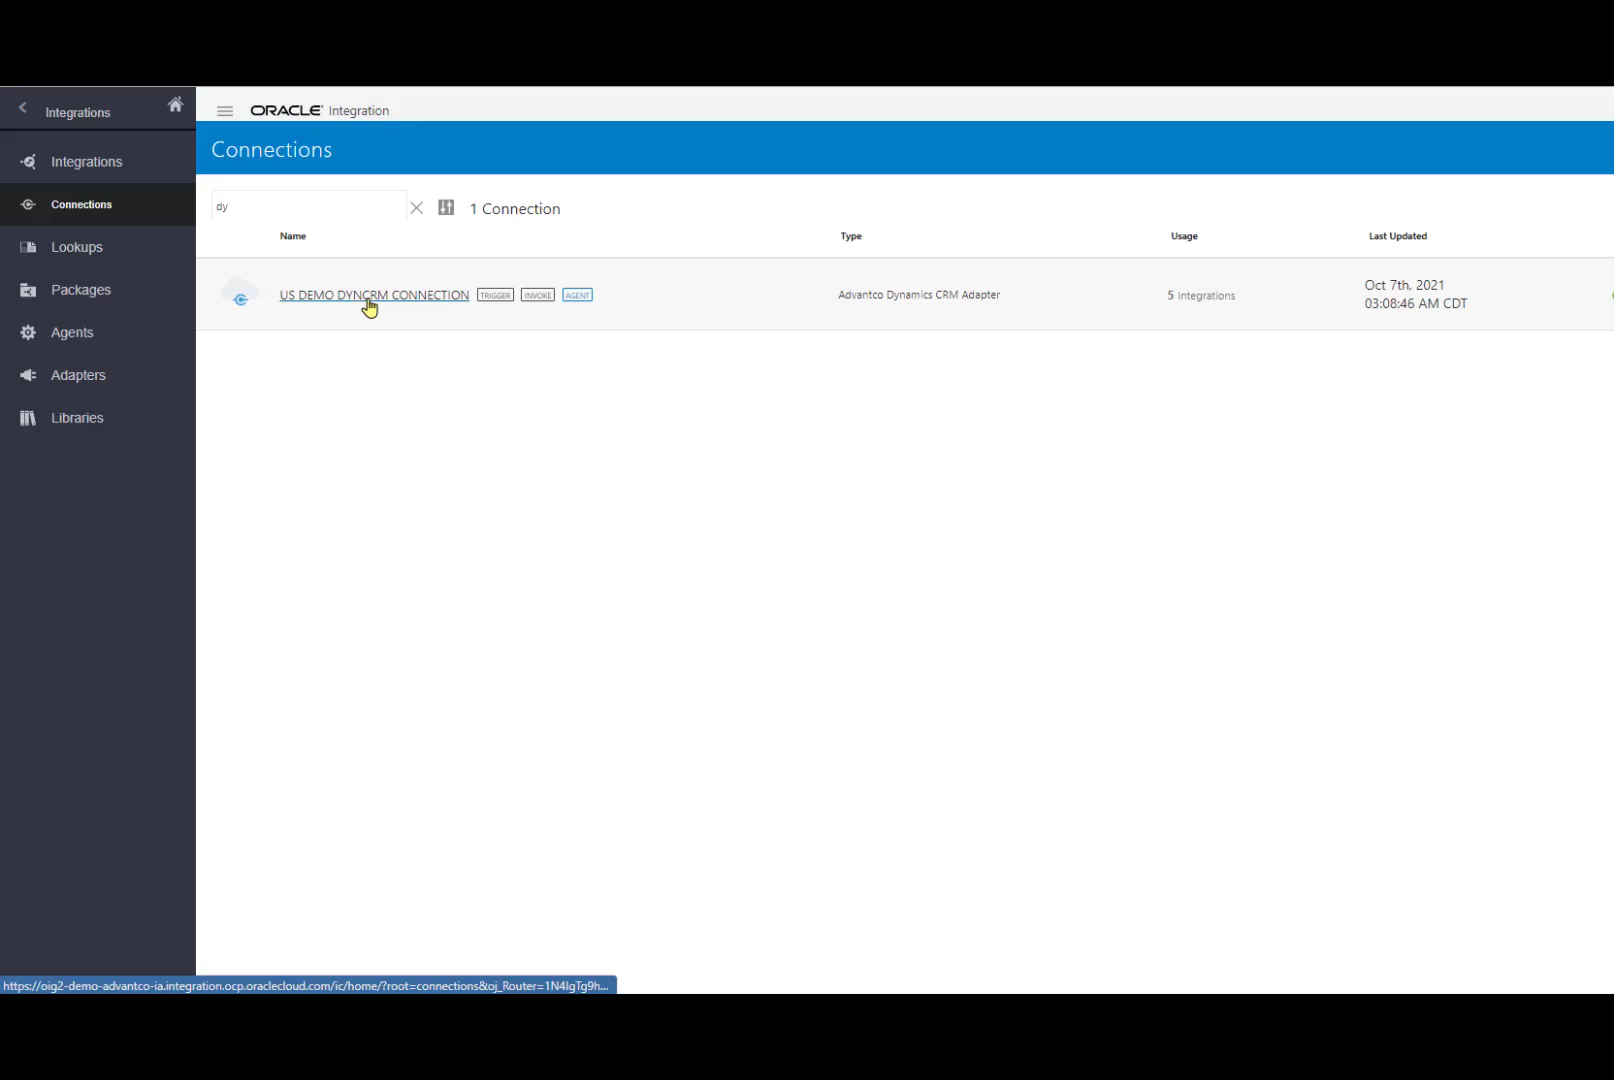 Integrations
ORACLE Integration
Connections
Integrations
Connections
Lookups
Packages
Agents
Adapters
Libraries
dy
1 Connection
Name Type Usage Last Updated
US DEMO DYNCRM CONNECTION TRIGGER INVOKE AGENT
Advantco Dynamics CRM Adapter
5 Integrations
Oct 7th, 2021
03:08:46 AM CDT
https://oig2-demo-advantco-ia.integration.ocp.oraclecloud.com/ic/home/?root=connections&oj_Router=1N4IgTg9h...